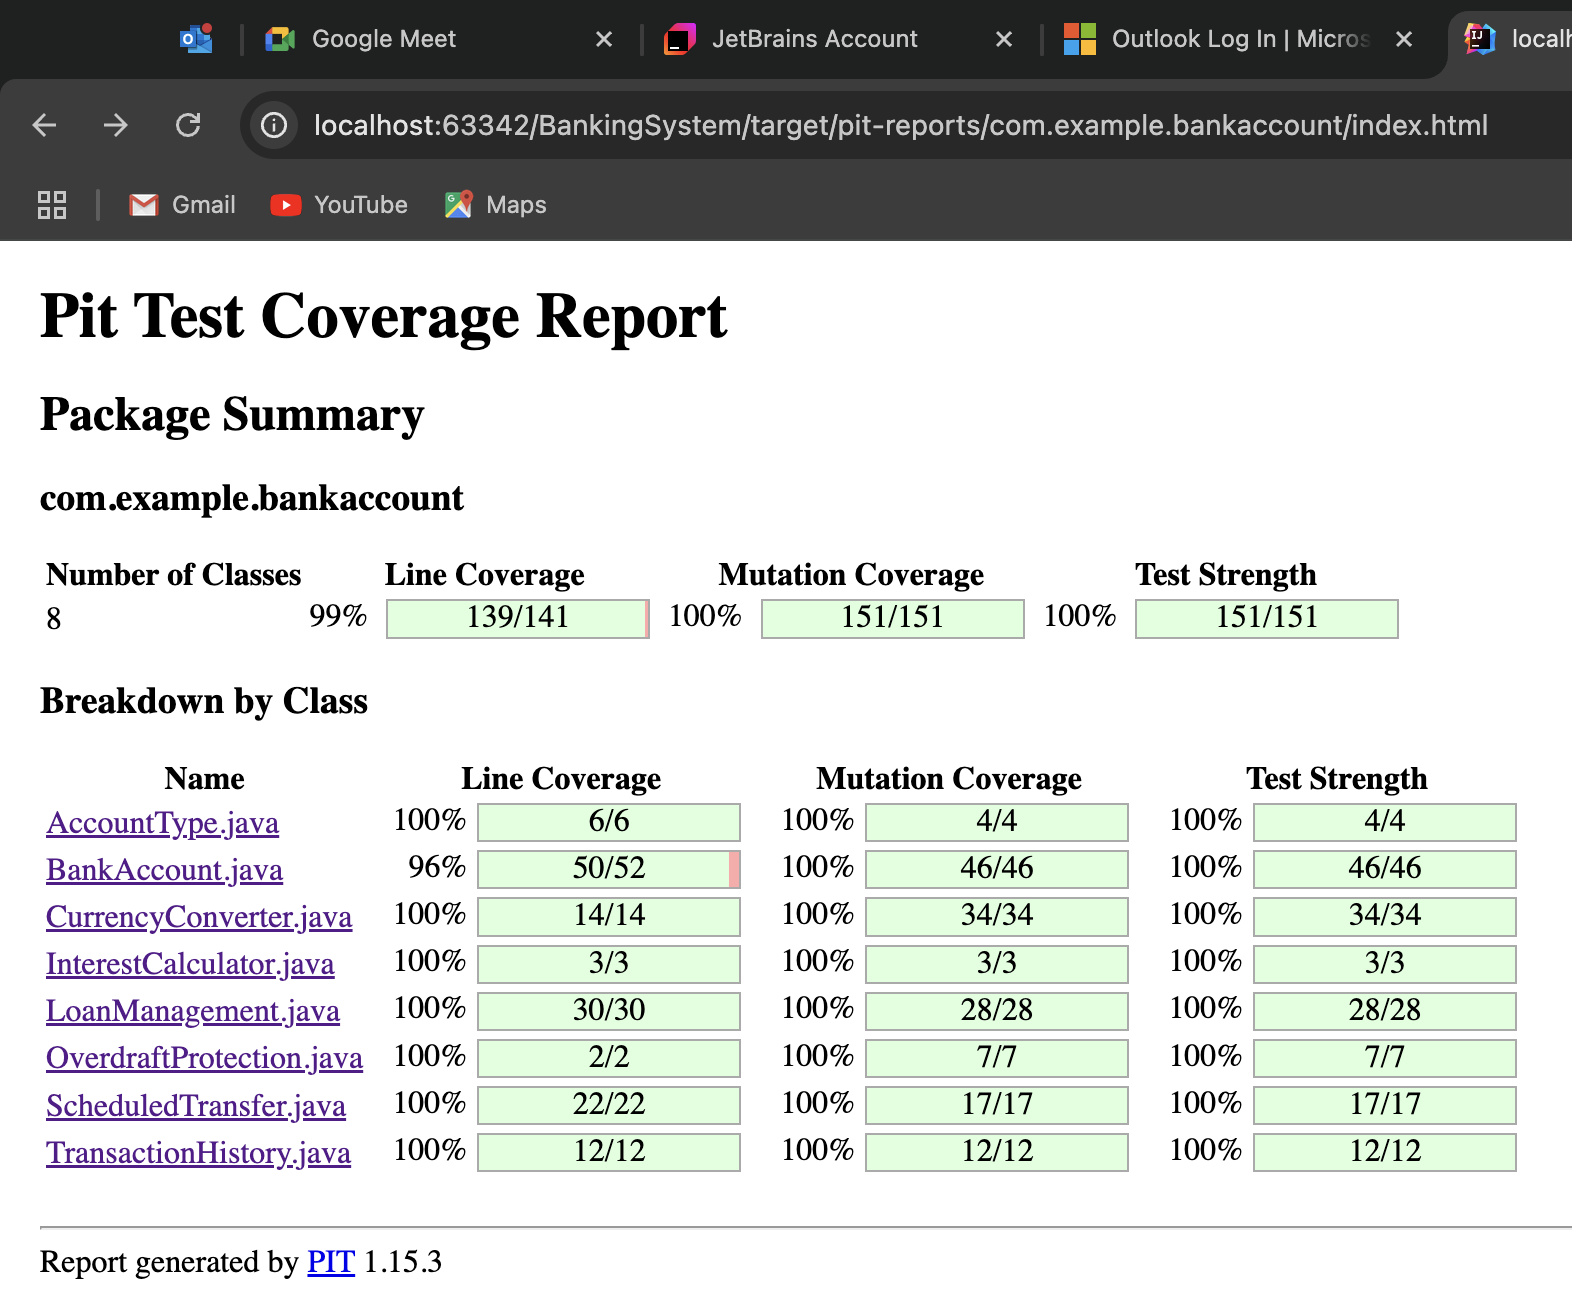 Google Meet
JetBrains Account
Outlook Log In | Micros
localh
localhost:63342/BankingSystem/target/pit-reports/com.example.bankaccount/index.html
Gmail
YouTube
Maps
Pit Test Coverage Report
Package Summary
com.example.bankaccount
Number of Classes Line Coverage Mutation Coverage Test Strength
8 99% 139/141 100% 151/151 100% 151/151
Breakdown by Class
Name Line Coverage Mutation Coverage Test Strength
AccountType.java 100% 6/6 100% 4/4 100% 4/4
BankAccount.java 96% 50/52 100% 46/46 100% 46/46
CurrencyConverter.java 100% 14/14 100% 34/34 100% 34/34
InterestCalculator.java 100% 3/3 100% 3/3 100% 3/3
LoanManagement.java 100% 30/30 100% 28/28 100% 28/28
OverdraftProtection.java 100% 2/2 100% 7/7 100% 7/7
ScheduledTransfer.java 100% 22/22 100% 17/17 100% 17/17
TransactionHistory.java 100% 12/12 100% 12/12 100% 12/12
Report generated by PIT 1.15.3